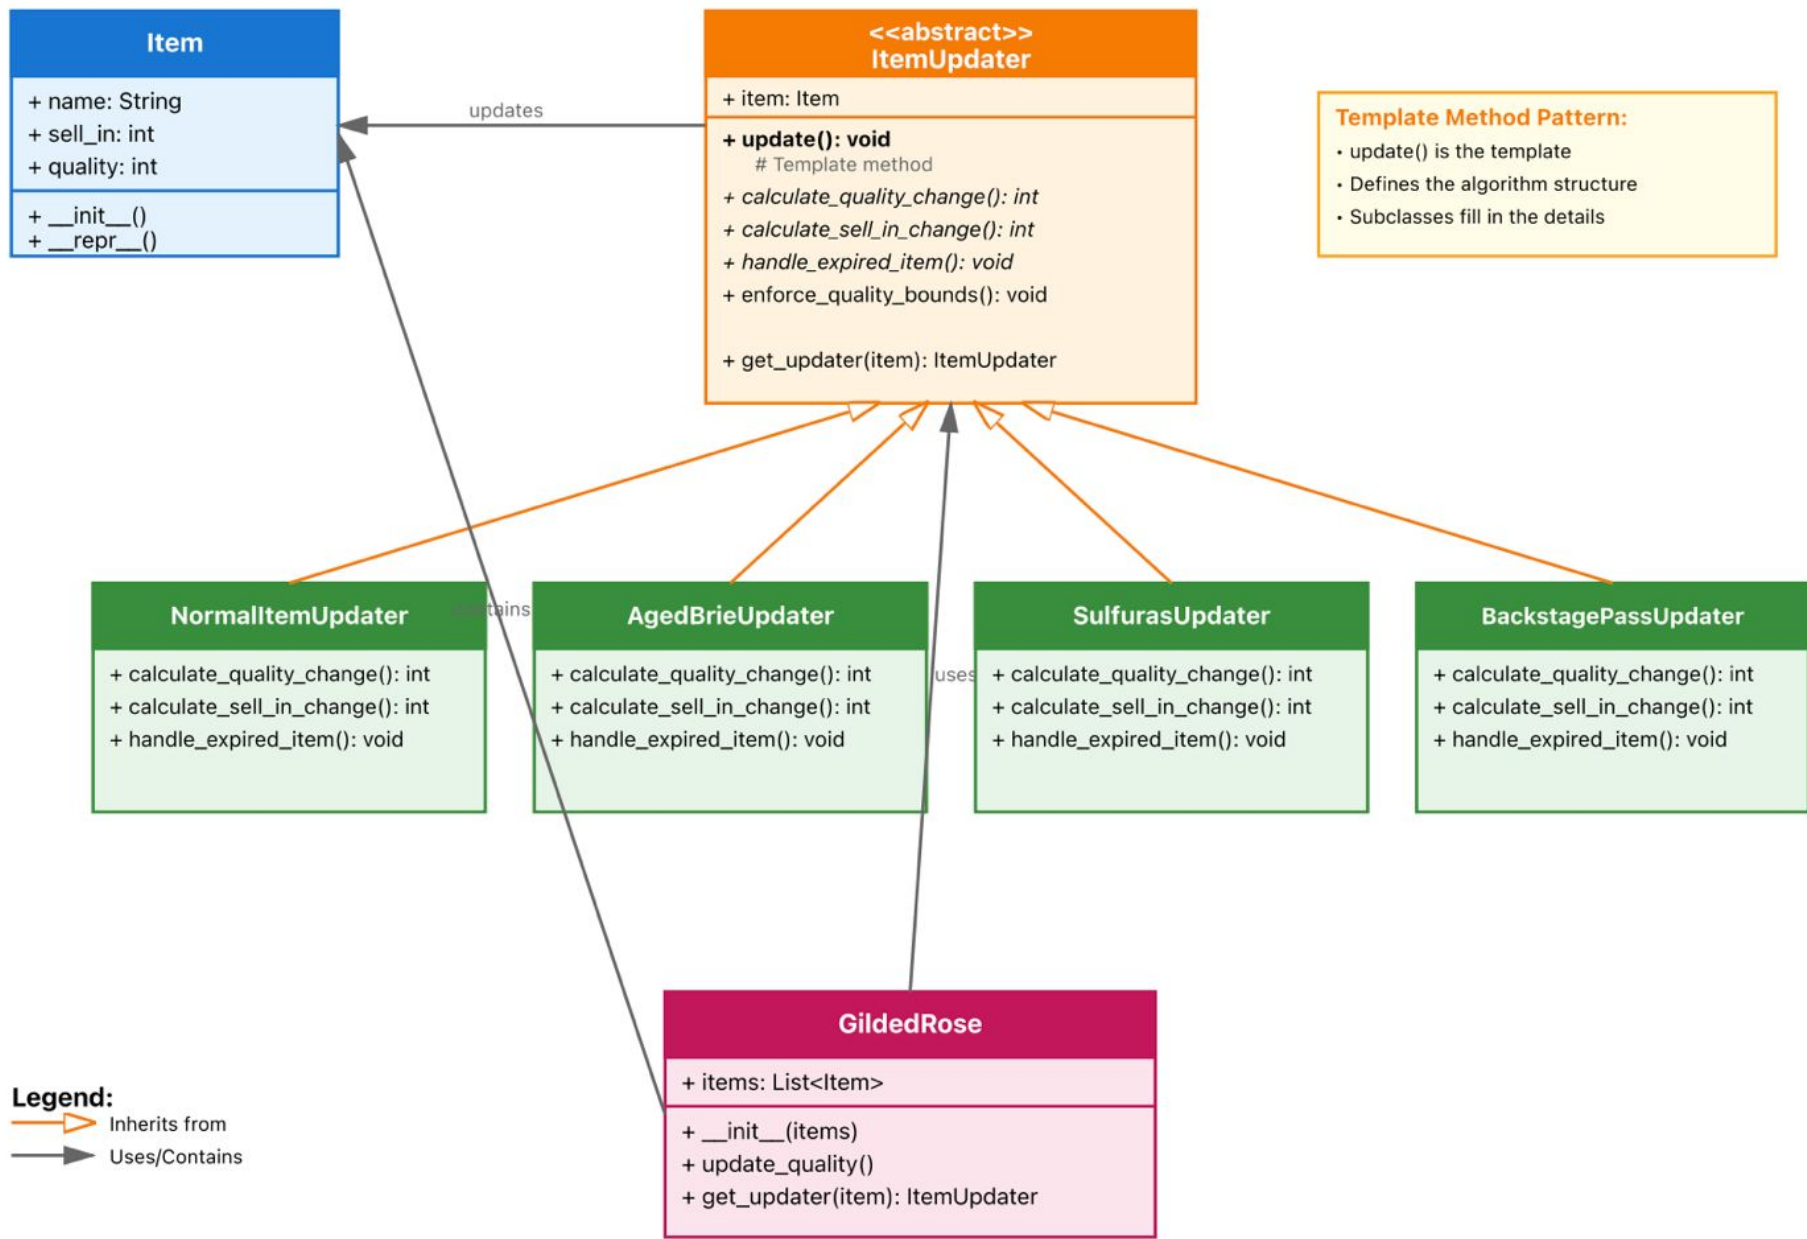 Item
+ name: String
+ sell_in: int
+ quality: int
+ __init__()
+ __repr__()
updates
<<abstract>>
ItemUpdater
+ item: Item
+ update(): void
# Template method
+ calculate_quality_change(): int
+ calculate_sell_in_change(): int
+ handle_expired_item(): void
+ enforce_quality_bounds(): void
+ get_updater(item): ItemUpdater
Template Method Pattern:
• update() is the template
• Defines the algorithm structure
• Subclasses fill in the details
NormalItemUpdater
+ calculate_quality_change(): int
+ calculate_sell_in_change(): int
+ handle_expired_item(): void
contains
AgedBrieUpdater
+ calculate_quality_change(): int
+ calculate_sell_in_change(): int
+ handle_expired_item(): void
uses
SulfurasUpdater
+ calculate_quality_change(): int
+ calculate_sell_in_change(): int
+ handle_expired_item(): void
BackstagePassUpdater
+ calculate_quality_change(): int
+ calculate_sell_in_change(): int
+ handle_expired_item(): void
GildedRose
+ items: List<Item>
+ __init__(items)
+ update_quality()
+ get_updater(item): ItemUpdater
Legend:
Inherits from
Uses/Contains